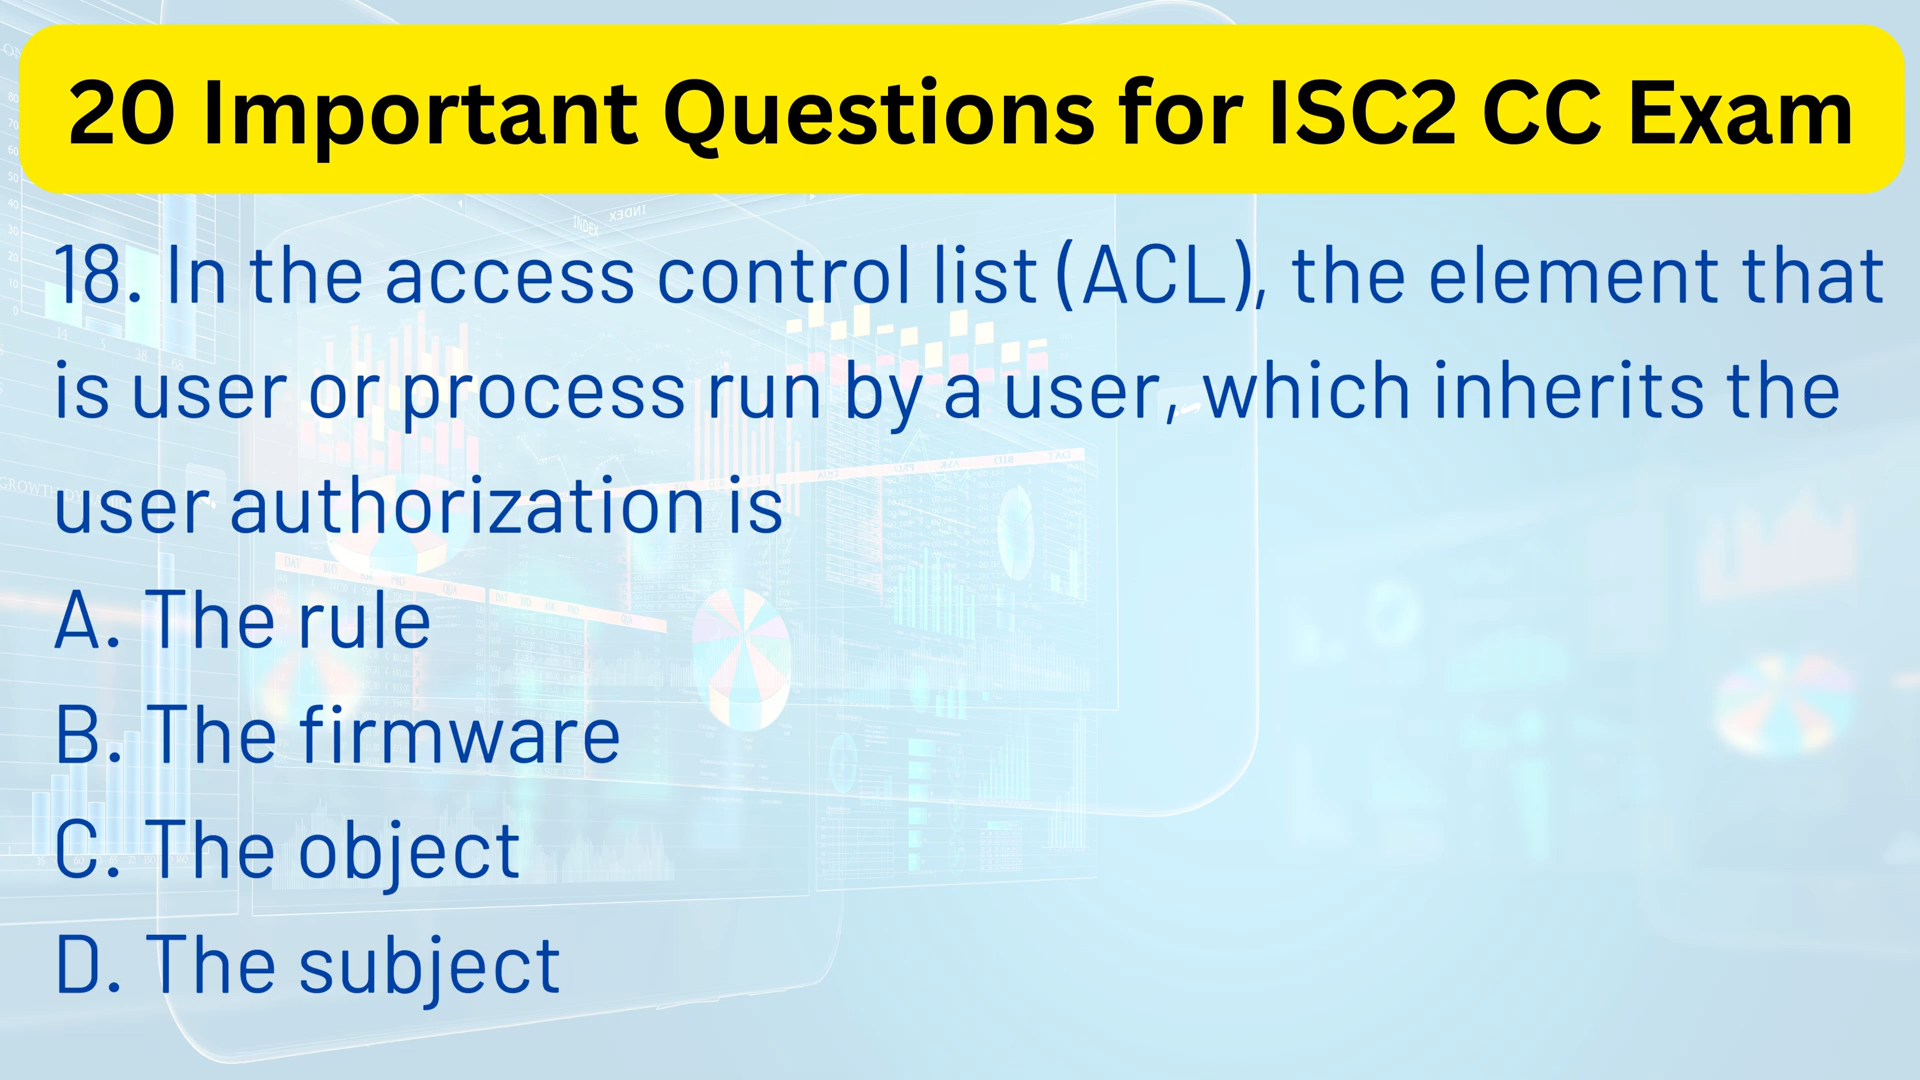 20 Important Questions for ISC2 CC Exam
INDEX
18. In the access control list (ACL), the element that
is user or process run by a user, which inherits the
user authorization is
A. The rule
B. The firmware
C. The object
D. The subject